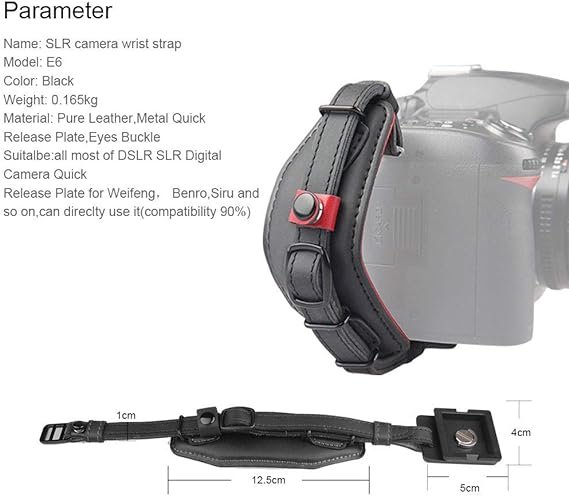 Parameter
Name: SLR camera wrist strap
Model: E6
Color: Black
Weight: 0.165kg
Material: Pure Leather,Metal Quick
Release Plate,Eyes Buckle
Suitalbe:all most of DSLR SLR Digital
Camera Quick
Release Plate for Weifeng， Benro,Siru and
so on,can direclty use it(compatibility 90%)
1cm
12.5cm
4cm
5cm